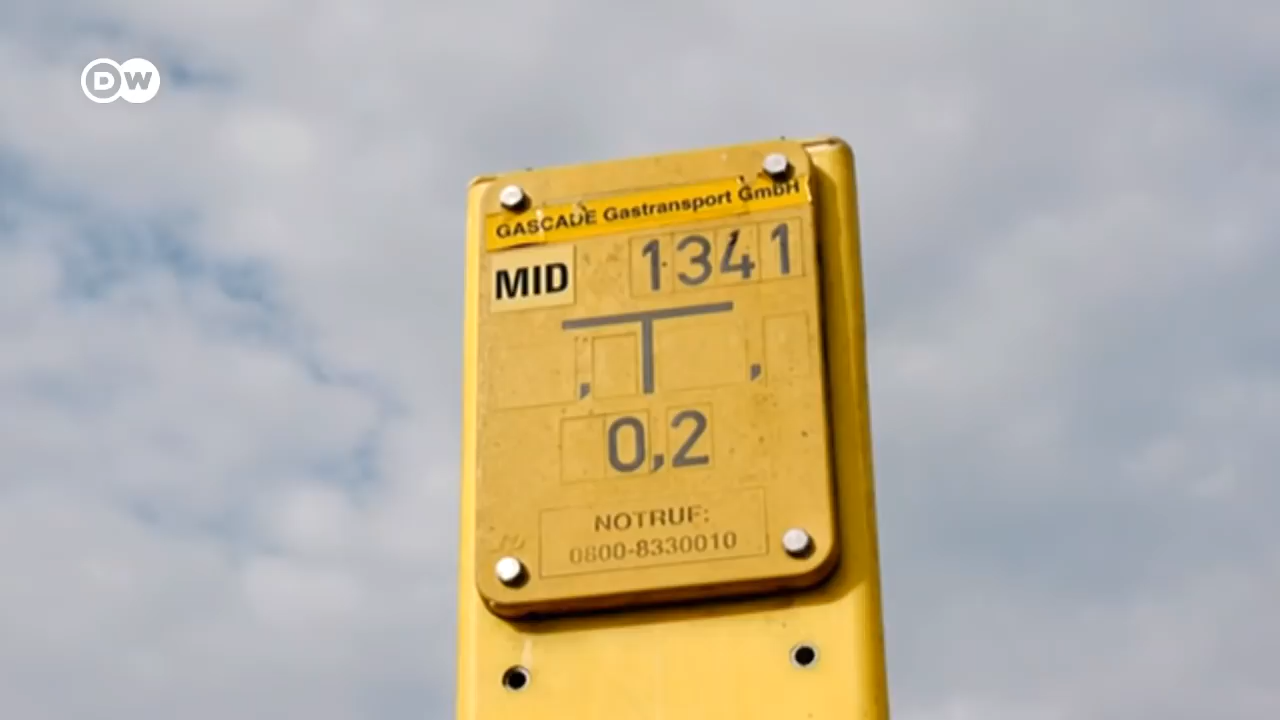 DW
GASCADE Gastransport GmbH
MID 1341
, ,
0,2
NOTRUF:
0800-8330010